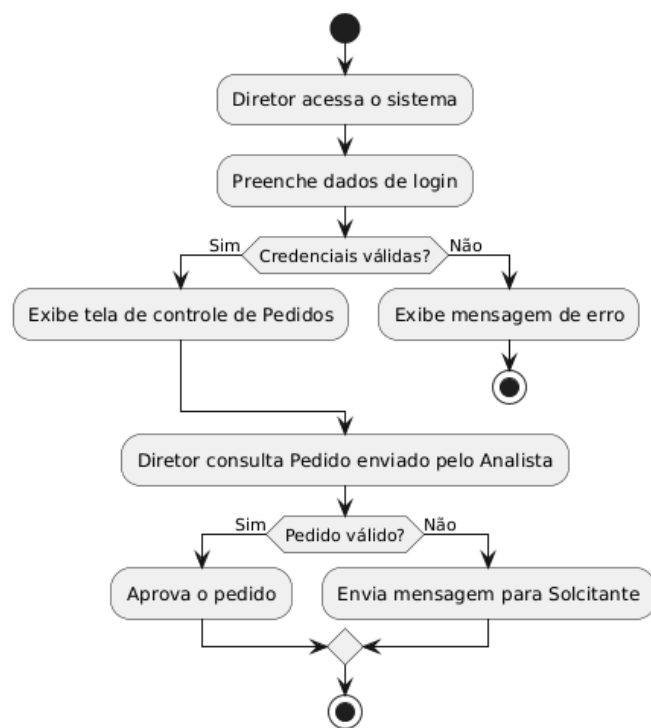 Diretor acessa o sistema
Preenche dados de login
Sim
Credenciais válidas?
Não
Exibe tela de controle de Pedidos
Exibe mensagem de erro
Diretor consulta Pedido enviado pelo Analista
Sim
Pedido válido?
Não
Aprova o pedido
Envia mensagem para Solcitante